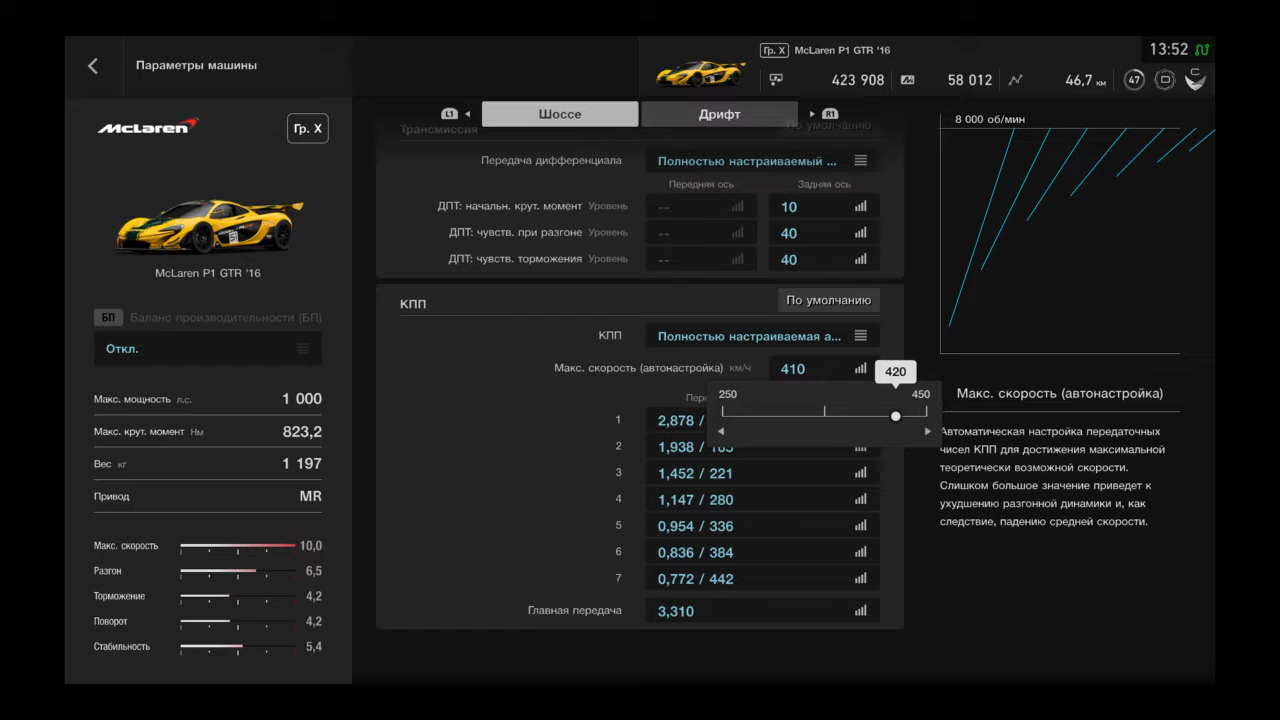 Параметры машины
Гр. X McLaren P1 GTR '16
13:52
423 908 58 012 46,7 км 47 D C
McLaren Гр. X
McLaren P1 GTR '16
БП Баланс производительности (БП)
Откл.
Макс. мощность л.с. 1 000
Макс. крут. момент Нм 823,2
Вес кг 1 197
Привод MR
Макс. скорость 10,0
Разгон 6,5
Торможение 4,2
Поворот 4,2
Стабильность 5,4
L1 Шоссе Дрифт R1
Трансмиссия По умолчанию
Передача дифференциала Полностью настраиваемый ...
Передняя ось Задняя ось
ДПТ: начальн. крут. момент Уровень -- 10
ДПТ: чувств. при разгоне Уровень -- 40
ДПТ: чувств. торможения Уровень -- 40
КПП По умолчанию
КПП Полностью настраиваемая а...
Макс. скорость (автонастройка) км/ч 410
420
250 450
1 2,878 /
2 1,938 /
3 1,452 / 221
4 1,147 / 280
5 0,954 / 336
6 0,836 / 384
7 0,772 / 442
Главная передача 3,310
8 000 об/мин
Макс. скорость (автонастройка)
Автоматическая настройка передаточных
чисел КПП для достижения максимальной
теоретически возможной скорости.
Слишком большое значение приведет к
ухудшению разгонной динамики и, как
следствие, падению средней скорости.